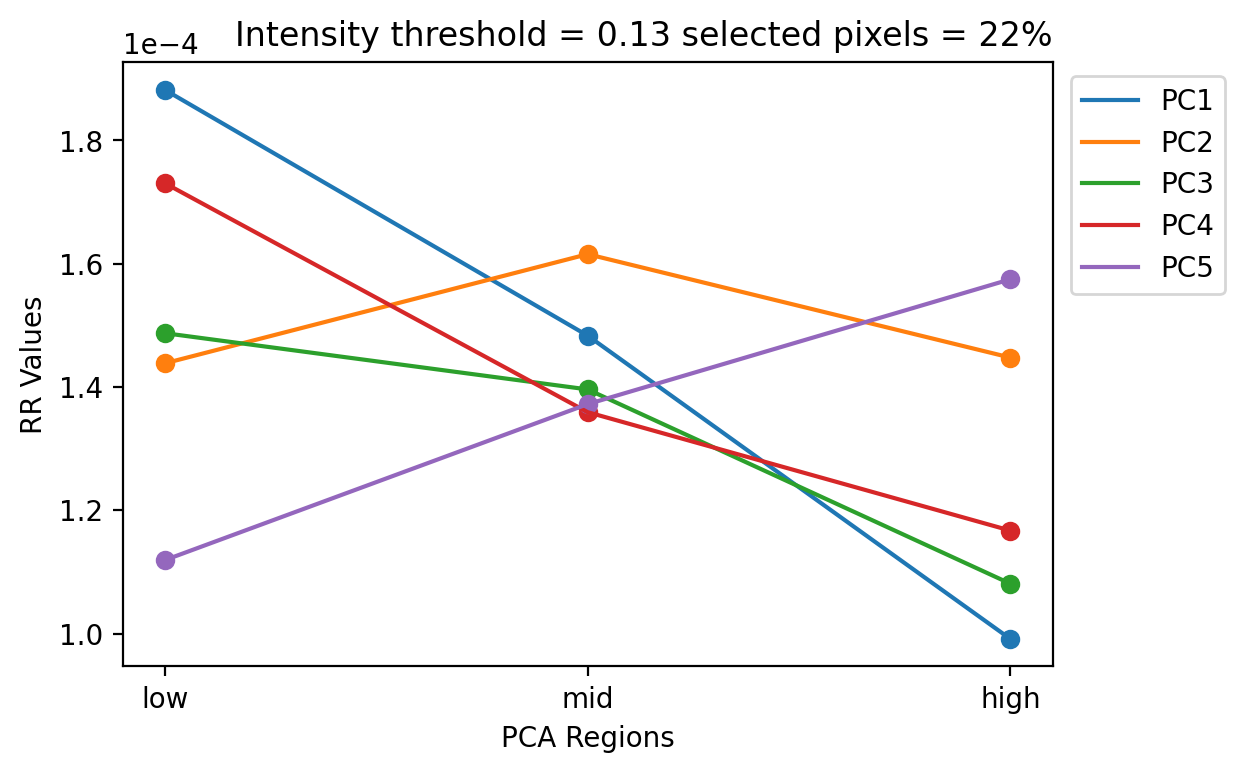 Intensity threshold = 0.13 selected pixels = 22%
1e−4
1.8
1.6
1.4
1.2
1.0
RR Values
low
mid
high
PCA Regions
PC1
PC2
PC3
PC4
PC5